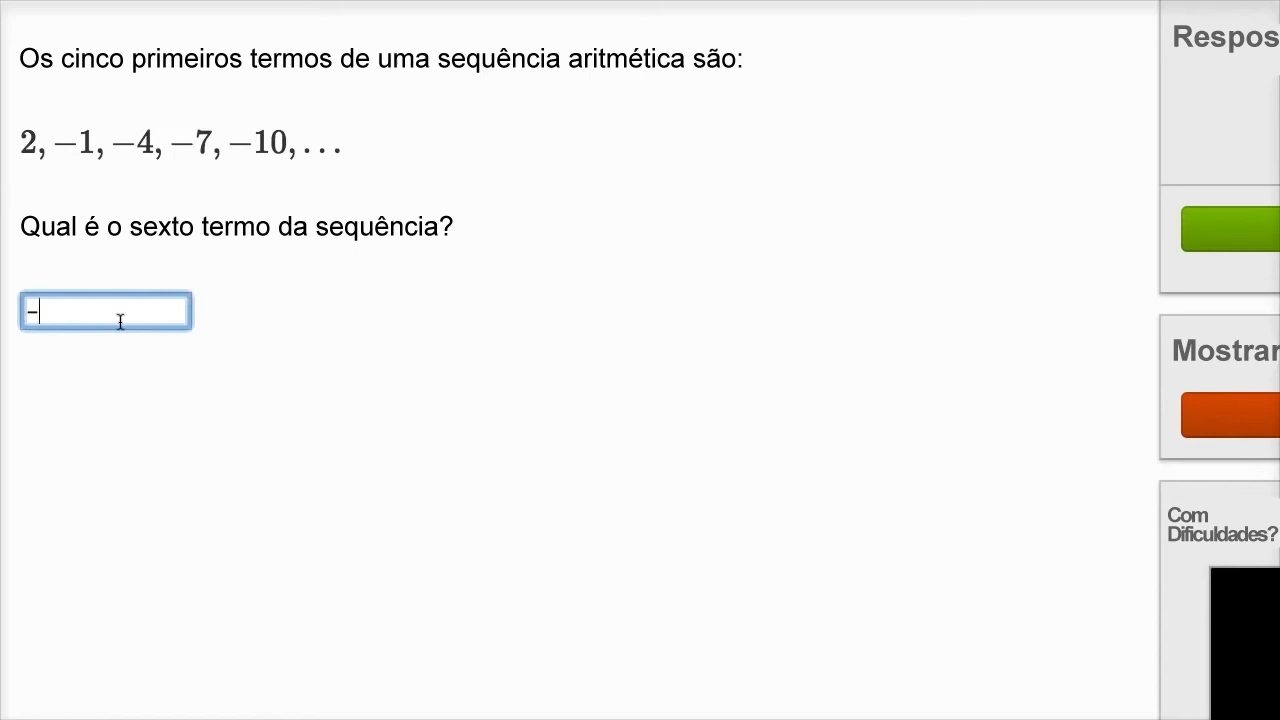 Os cinco primeiros termos de uma sequência aritmética são:
2, −1, −4, −7, −10, . . .
Qual é o sexto termo da sequência?
−
Respos
Mostrar
Com
Dificuldades?